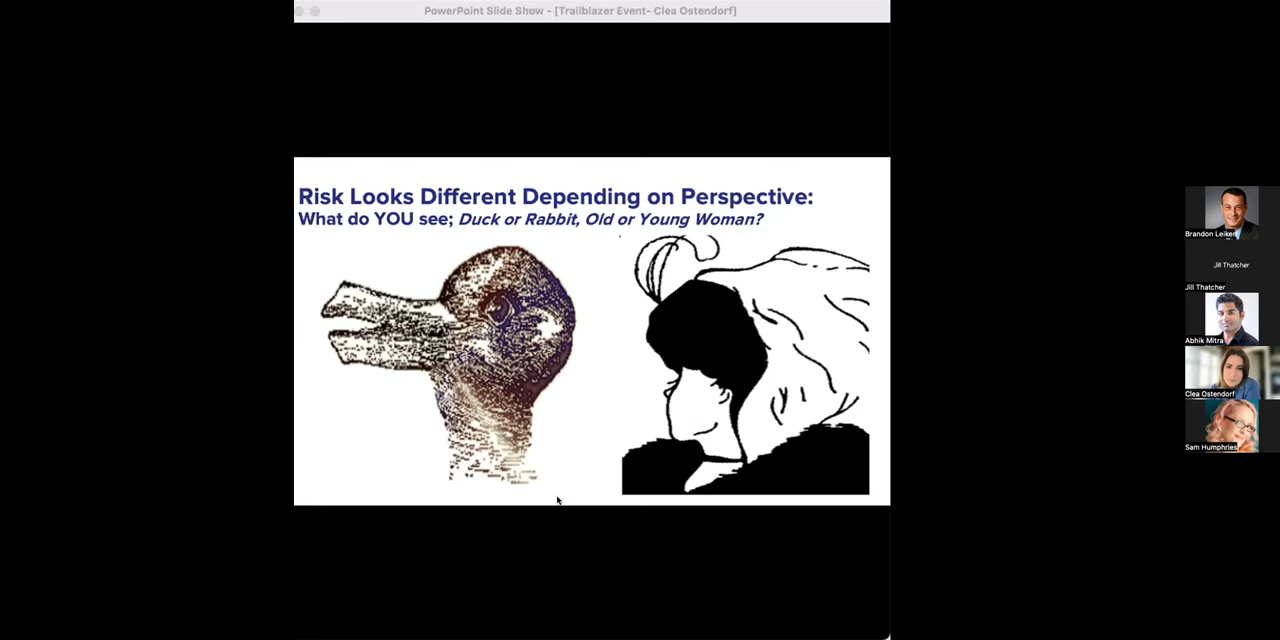 PowerPoint Slide Show - [Trailblazer Event- Clea Ostendorf]
Risk Looks Different Depending on Perspective:
What do YOU see; Duck or Rabbit, Old or Young Woman?
Brandon Leiker
Jill Thatcher
Jill Thatcher
Abhik Mitra
Clea Ostendorf
Sam Humphries